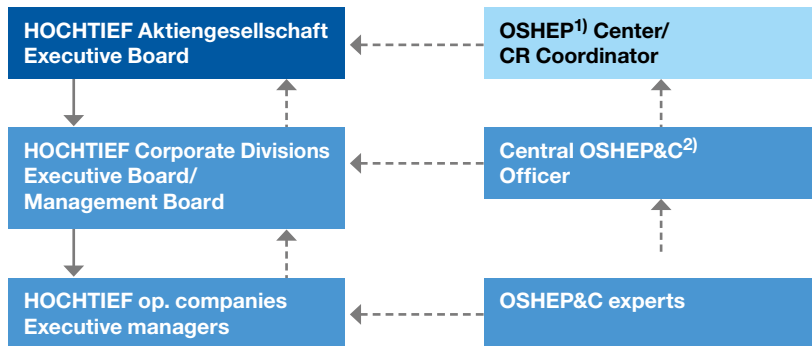 HOCHTIEF Aktiengesellschaft
Executive Board
OSHEP1) Center/
CR Coordinator
HOCHTIEF Corporate Divisions
Executive Board/
Management Board
Central OSHEP&C2)
Officer
HOCHTIEF op. companies
Executive managers
OSHEP&C experts